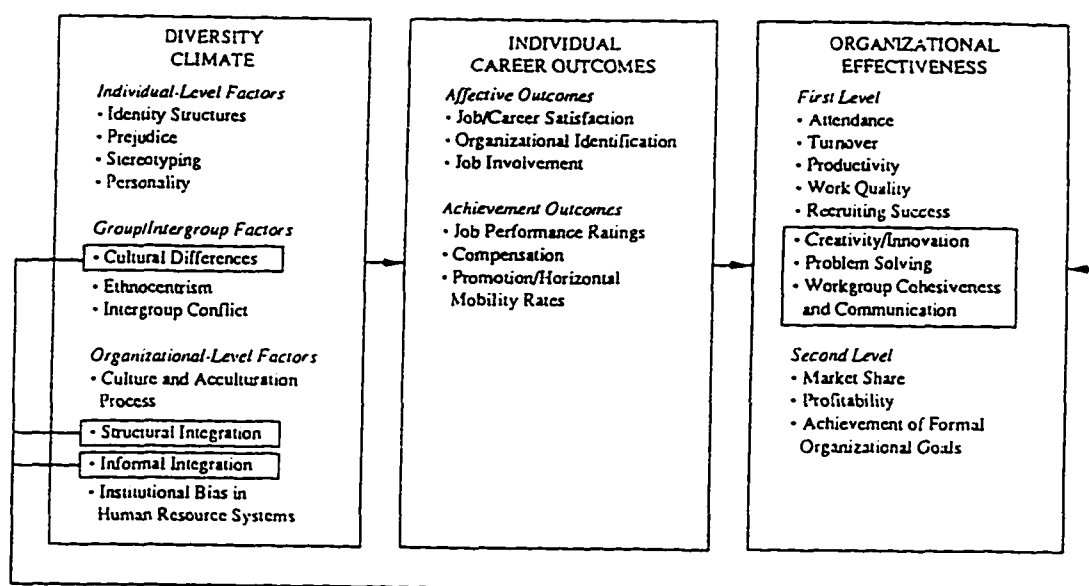 DIVERSITY
CLIMATE
Individual-Level Factors
• Identity Structures
• Prejudice
• Stereotyping
• Personality
Group/Intergroup Factors
• Cultural Differences
• Ethnocentrism
• Intergroup Conflict
Organizational-Level Factors
• Culture and Acculturation
Process
• Structural Integration
• Informal Integration
• Institutional Bias in
Human Resource Systems
INDIVIDUAL
CAREER OUTCOMES
Affective Outcomes
• Job/Career Satisfaction
• Organizational Identification
• Job Involvement
Achievement Outcomes
• Job Performance Ratings
• Compensation
• Promotion/Horizontal
Mobility Rates
ORGANIZATIONAL
EFFECTIVENESS
First Level
• Attendance
• Turnover
• Productivity
• Work Quality
• Recruiting Success
• Creativity/Innovation
• Problem Solving
• Workgroup Cohesiveness
and Communication
Second Level
• Market Share
• Profitability
• Achievement of Formal
Organizational Goals